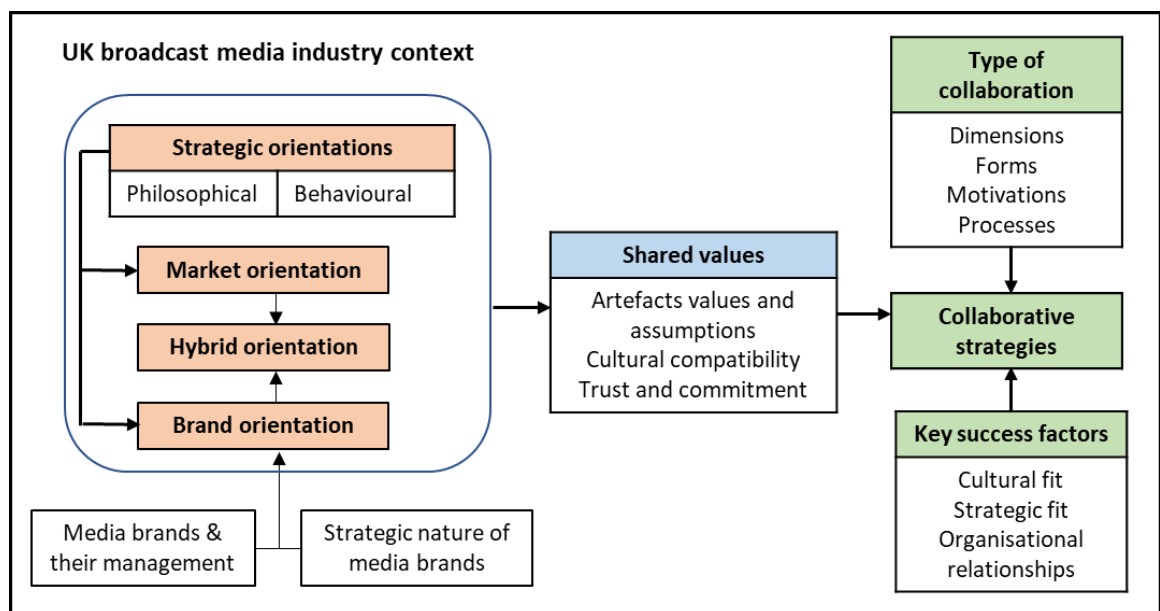 UK broadcast media industry context
Strategic orientations
Philosophical
Behavioural
Market orientation
Hybrid orientation
Brand orientation
Media brands &
their management
Strategic nature of
media brands
Shared values
Artefacts values and
assumptions
Cultural compatibility
Trust and commitment
Type of
collaboration
Dimensions
Forms
Motivations
Processes
Collaborative
strategies
Key success factors
Cultural fit
Strategic fit
Organisational
relationships